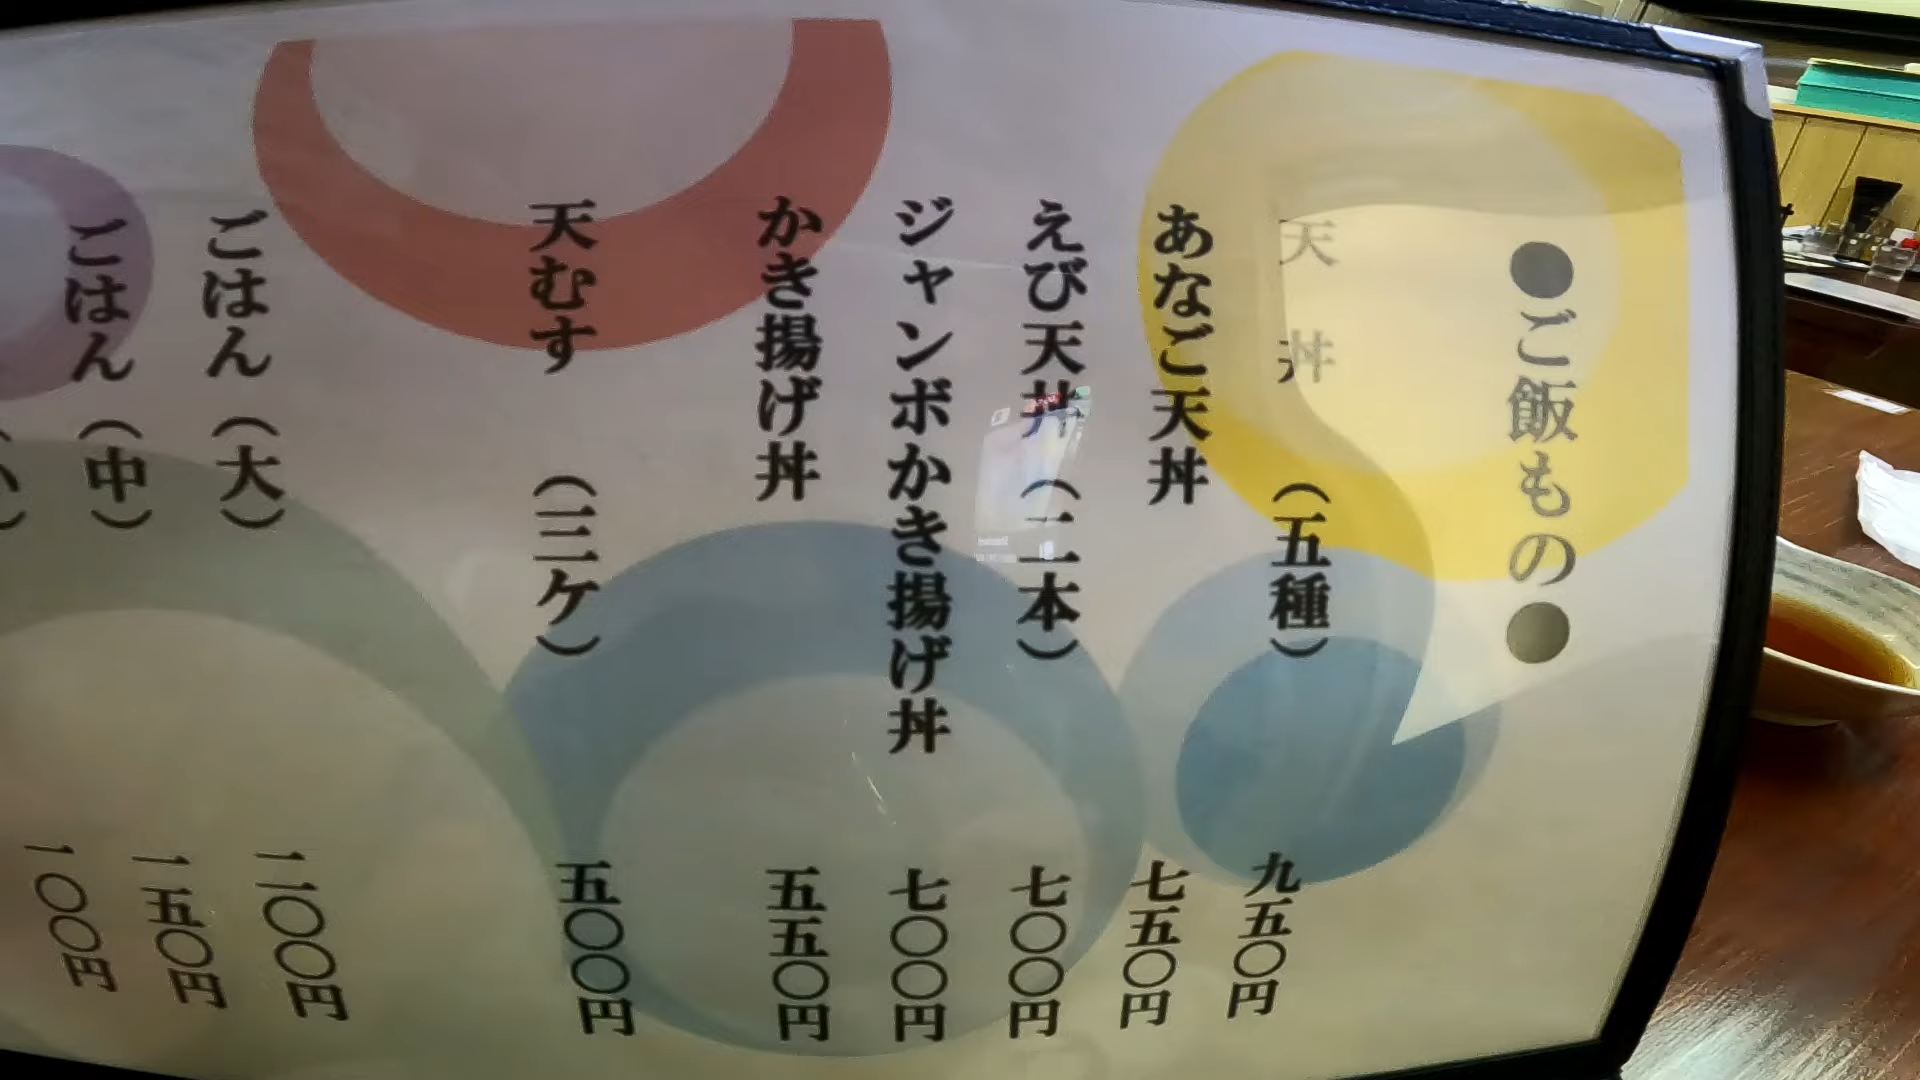 ●ご飯もの●
天丼（五種） 九五〇円
あなご天丼 七五〇円
えび天丼（二本） 七〇〇円
ジャンボかき揚げ丼 七〇〇円
かき揚げ丼 五五〇円
天むす（三ケ） 五〇〇円
ごはん（大） 二〇〇円
ごはん（中） 一五〇円
一〇〇円